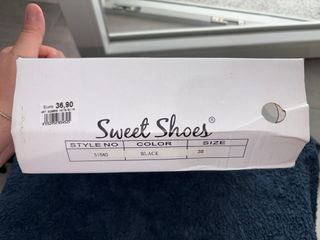 Euro 36,90
Sweet Shoes®
STYLE NO COLOR SIZE
BLACK 38